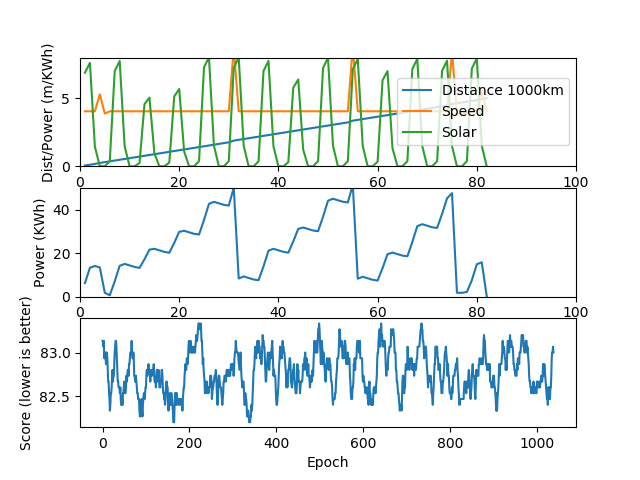 Dist/Power (m/KWh)
5
0
Distance 1000km
Speed
Solar
0 20 40 60 80 100
Power (KWh)
40
20
0
0 20 40 60 80 100
Score (lower is better)
83.0
82.5
0 200 400 600 800 1000
Epoch